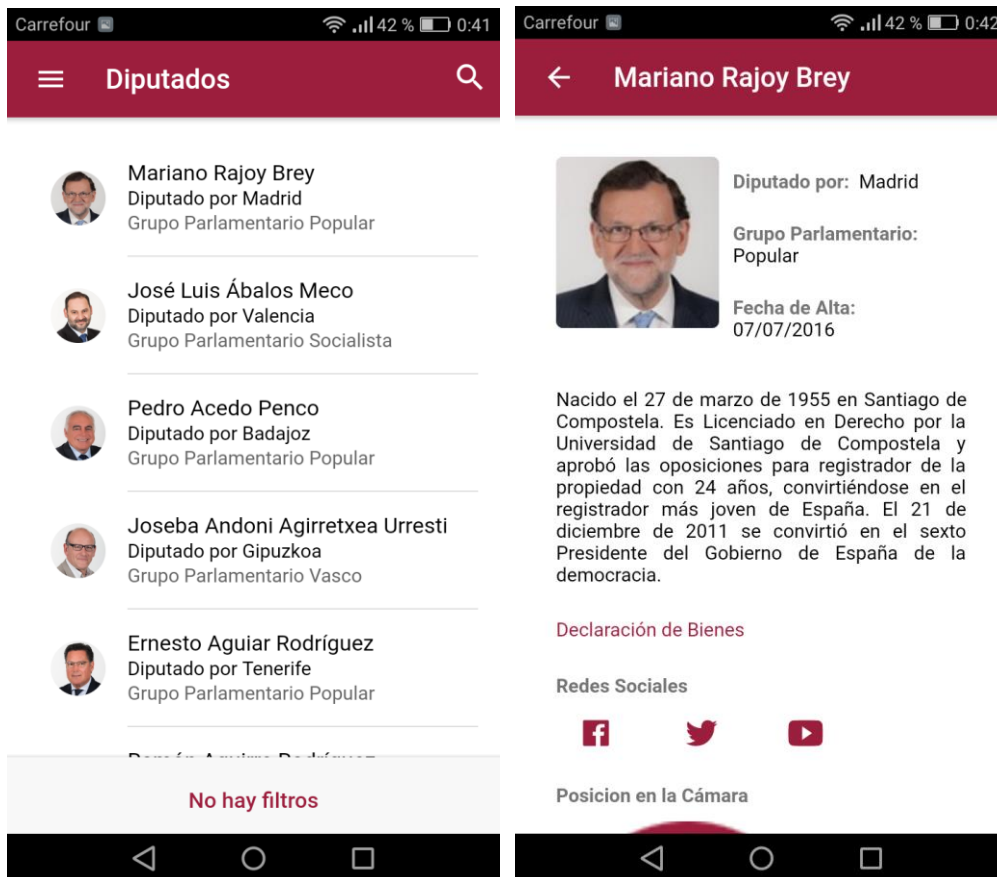 Carrefour 42 % 0:41
Diputados
Mariano Rajoy Brey
Diputado por Madrid
Grupo Parlamentario Popular
José Luis Ábalos Meco
Diputado por Valencia
Grupo Parlamentario Socialista
Pedro Acedo Penco
Diputado por Badajoz
Grupo Parlamentario Popular
Joseba Andoni Agirretxea Urresti
Diputado por Gipuzkoa
Grupo Parlamentario Vasco
Ernesto Aguiar Rodríguez
Diputado por Tenerife
Grupo Parlamentario Popular
Ramón Aguirre Rodríguez
No hay filtros
Carrefour 42 % 0:42
Mariano Rajoy Brey
Diputado por: Madrid
Grupo Parlamentario:
Popular
Fecha de Alta:
07/07/2016
Nacido el 27 de marzo de 1955 en Santiago de
Compostela. Es Licenciado en Derecho por la
Universidad de Santiago de Compostela y
aprobó las oposiciones para registrador de la
propiedad con 24 años, convirtiéndose en el
registrador más joven de España. El 21 de
diciembre de 2011 se convirtió en el sexto
Presidente del Gobierno de España de la
democracia.
Declaración de Bienes
Redes Sociales
Posicion en la Cámara